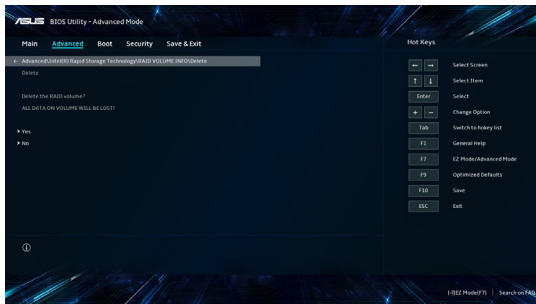 ASUS BIOS Utility - Advanced Mode
Main Advanced Boot Security Save & Exit Hot Keys
← Advanced\Intel(R) Rapid Storage Technology\RAID VOLUME INFO\Delete
Delete
Delete the RAID volume?
ALL DATA ON VOLUME WILL BE LOST!
Yes
No
← → Select Screen
↑ ↓ Select Item
Enter Select
+ - Change Option
Tab Switch to hokey list
F1 General Help
F7 EZ Mode/Advanced Mode
F9 Optimized Defaults
F10 Save
ESC Exit
EZ Mode(F7) | Search on FAQ